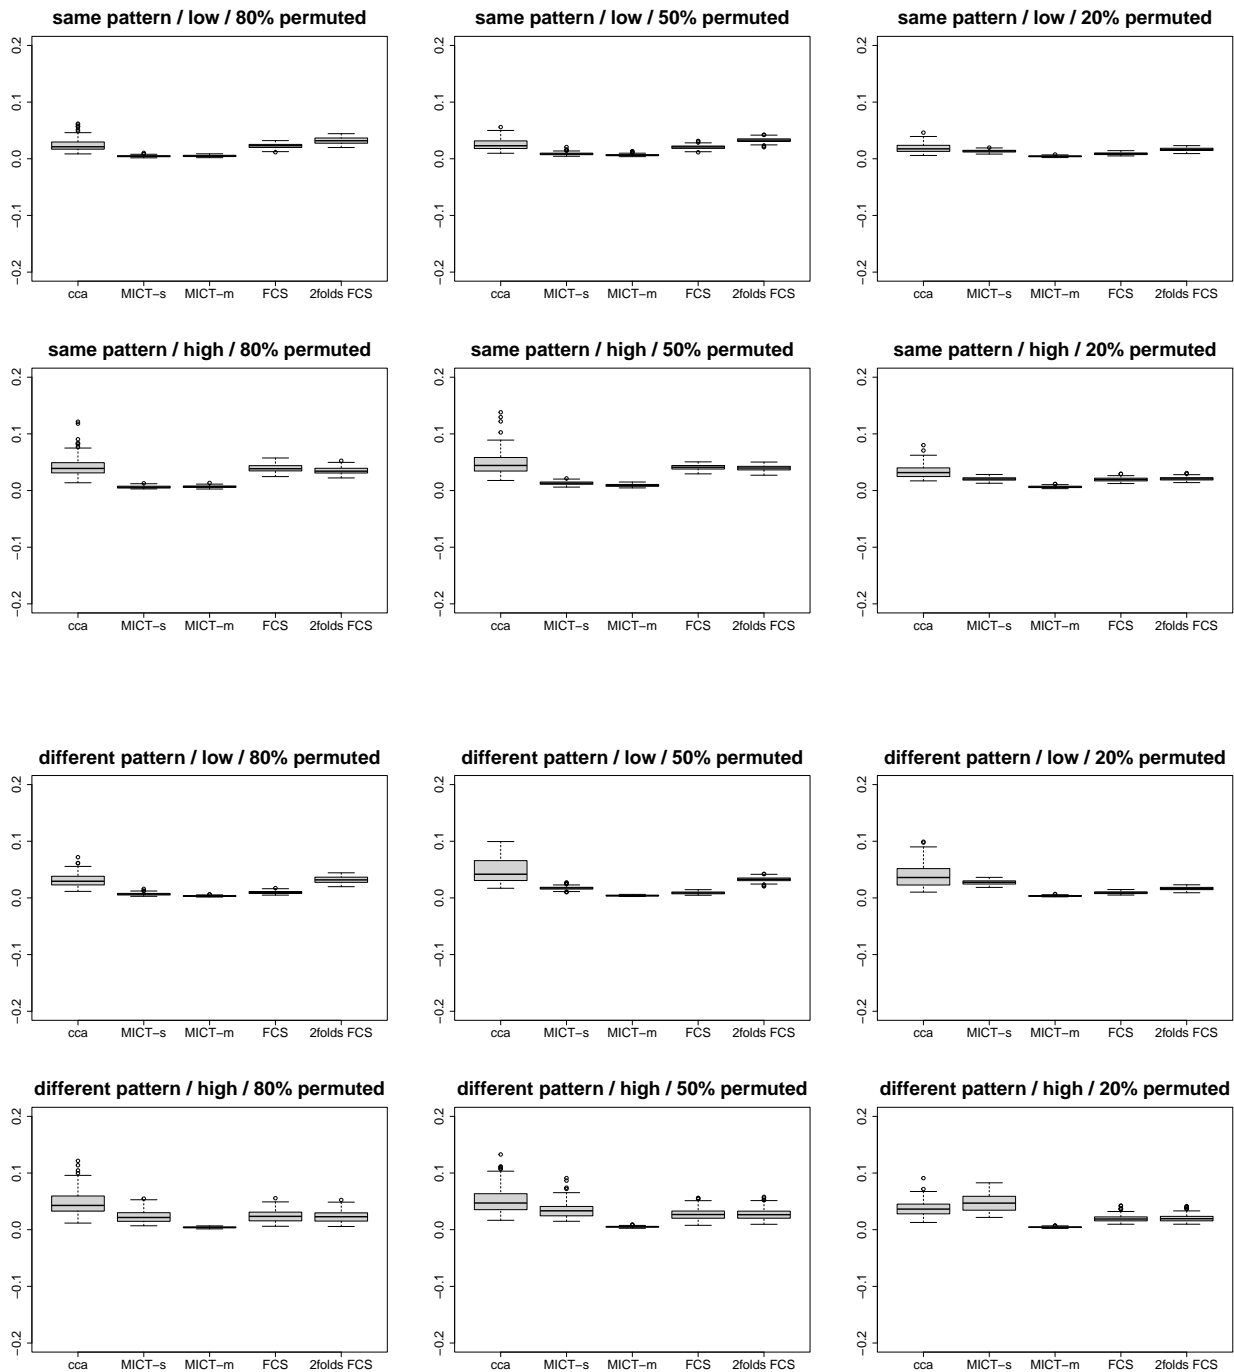 same pattern / low / 80% permuted
0.2
0.1
0.0
−0.1
−0.2
cca MICT−s MICT−m FCS 2folds FCS
same pattern / low / 50% permuted
0.2
0.1
0.0
−0.1
−0.2
cca MICT−s MICT−m FCS 2folds FCS
same pattern / low / 20% permuted
0.2
0.1
0.0
−0.1
−0.2
cca MICT−s MICT−m FCS 2folds FCS
same pattern / high / 80% permuted
0.2
0.1
0.0
−0.1
−0.2
cca MICT−s MICT−m FCS 2folds FCS
same pattern / high / 50% permuted
0.2
0.1
0.0
−0.1
−0.2
cca MICT−s MICT−m FCS 2folds FCS
same pattern / high / 20% permuted
0.2
0.1
0.0
−0.1
−0.2
cca MICT−s MICT−m FCS 2folds FCS
different pattern / low / 80% permuted
0.2
0.1
0.0
−0.1
−0.2
cca MICT−s MICT−m FCS 2folds FCS
different pattern / low / 50% permuted
0.2
0.1
0.0
−0.1
−0.2
cca MICT−s MICT−m FCS 2folds FCS
different pattern / low / 20% permuted
0.2
0.1
0.0
−0.1
−0.2
cca MICT−s MICT−m FCS 2folds FCS
different pattern / high / 80% permuted
0.2
0.1
0.0
−0.1
−0.2
cca MICT−s MICT−m FCS 2folds FCS
different pattern / high / 50% permuted
0.2
0.1
0.0
−0.1
−0.2
cca MICT−s MICT−m FCS 2folds FCS
different pattern / high / 20% permuted
0.2
0.1
0.0
−0.1
−0.2
cca MICT−s MICT−m FCS 2folds FCS